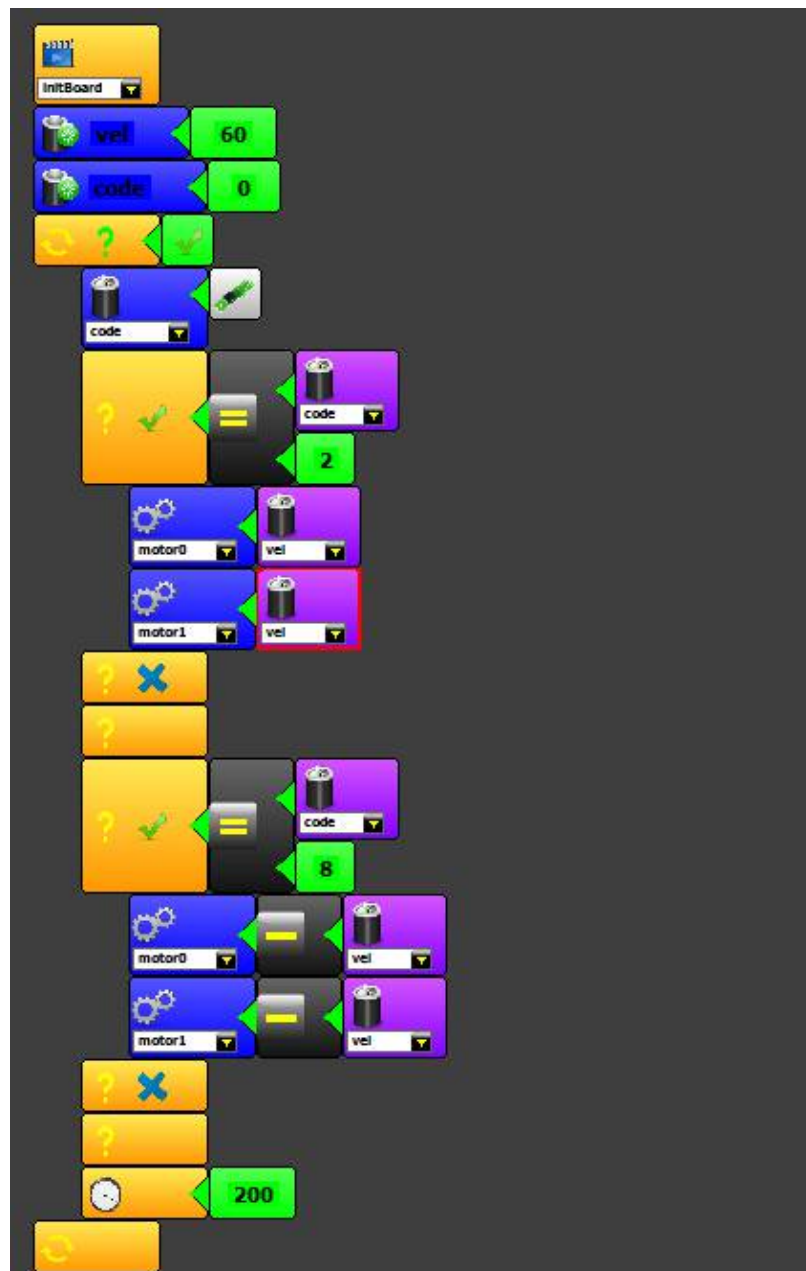 InitBoard
vel 60
code 0
?
code
? code
2
motor0 vel
motor1 vel
?
?
? code
8
motor0 vel
motor1 vel
?
?
200